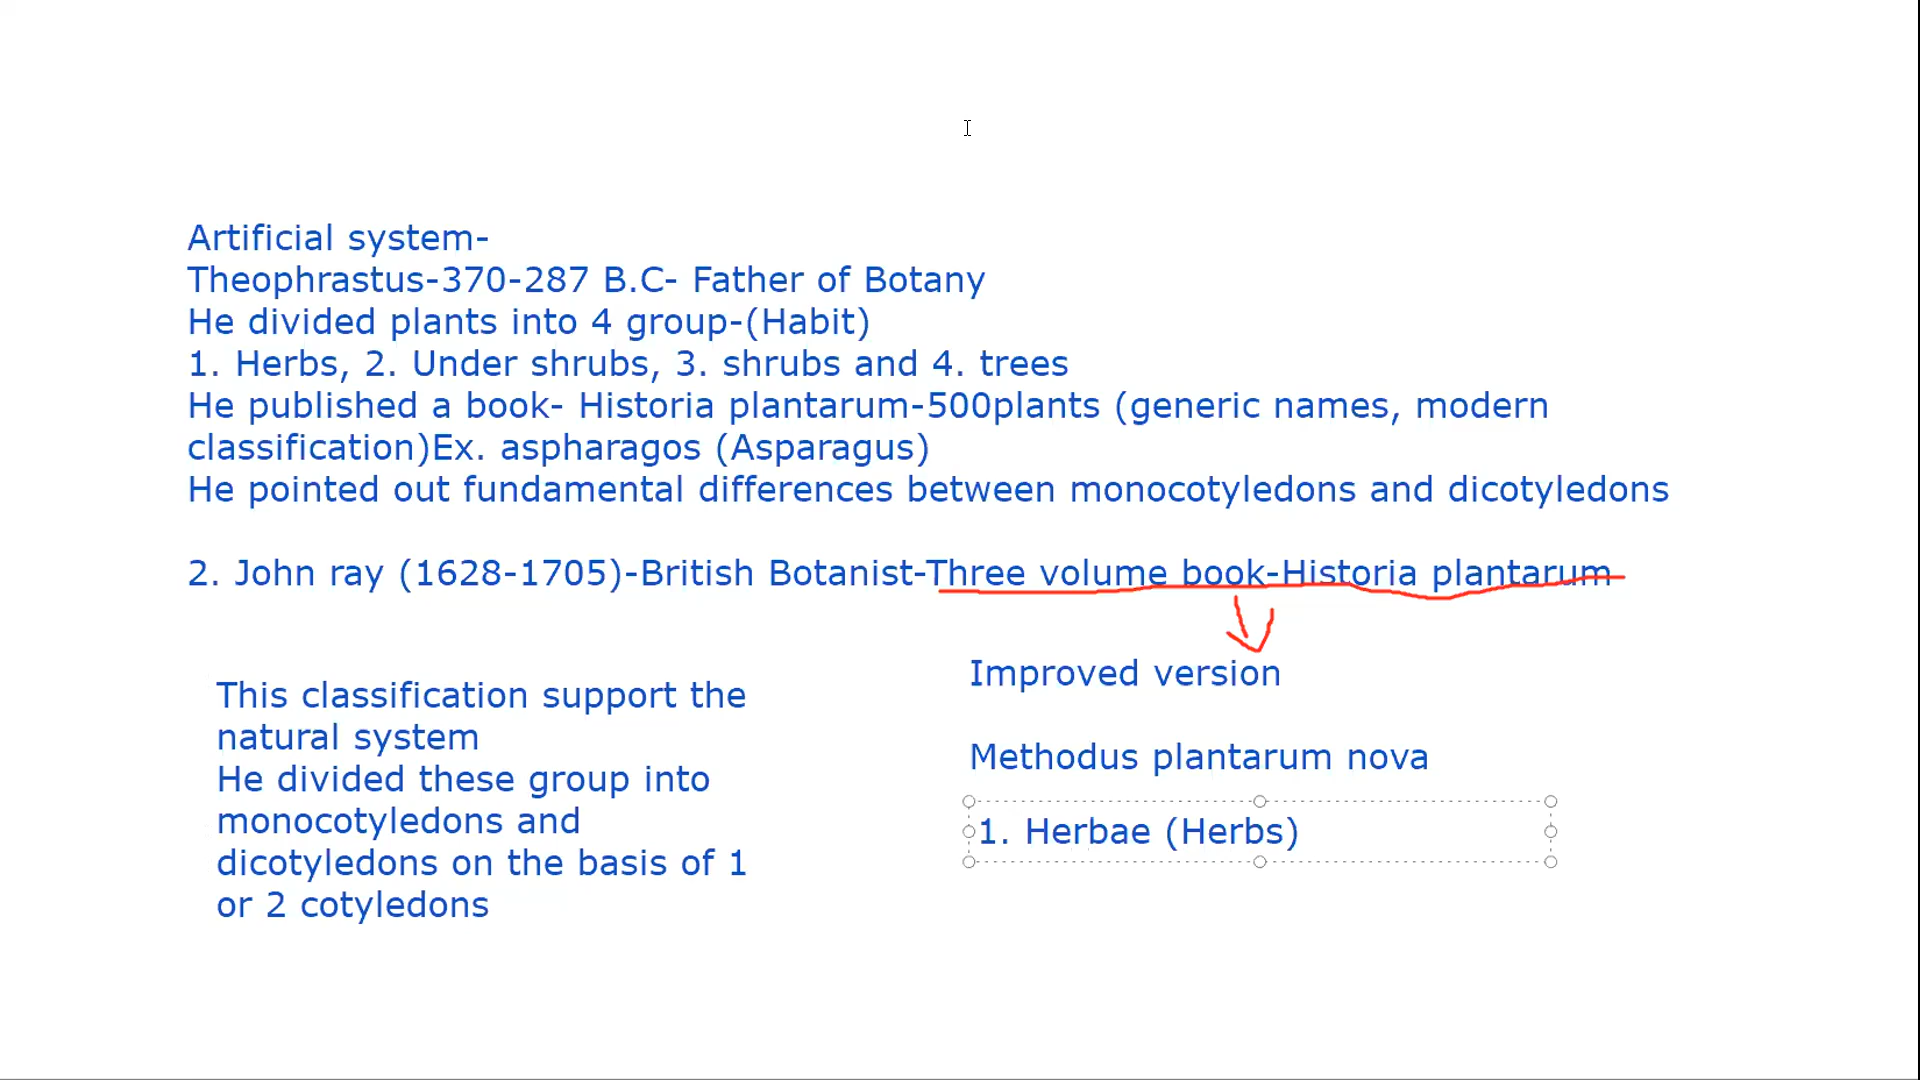 Artificial system-
Theophrastus-370-287 B.C- Father of Botany
He divided plants into 4 group-(Habit)
1. Herbs, 2. Under shrubs, 3. shrubs and 4. trees
He published a book- Historia plantarum-500plants (generic names, modern
classification)Ex. aspharagos (Asparagus)
He pointed out fundamental differences between monocotyledons and dicotyledons
2. John ray (1628-1705)-British Botanist-Three volume book-Historia plantarum
This classification support the
natural system
He divided these group into
monocotyledons and
dicotyledons on the basis of 1
or 2 cotyledons
Improved version
Methodus plantarum nova
1. Herbae (Herbs)